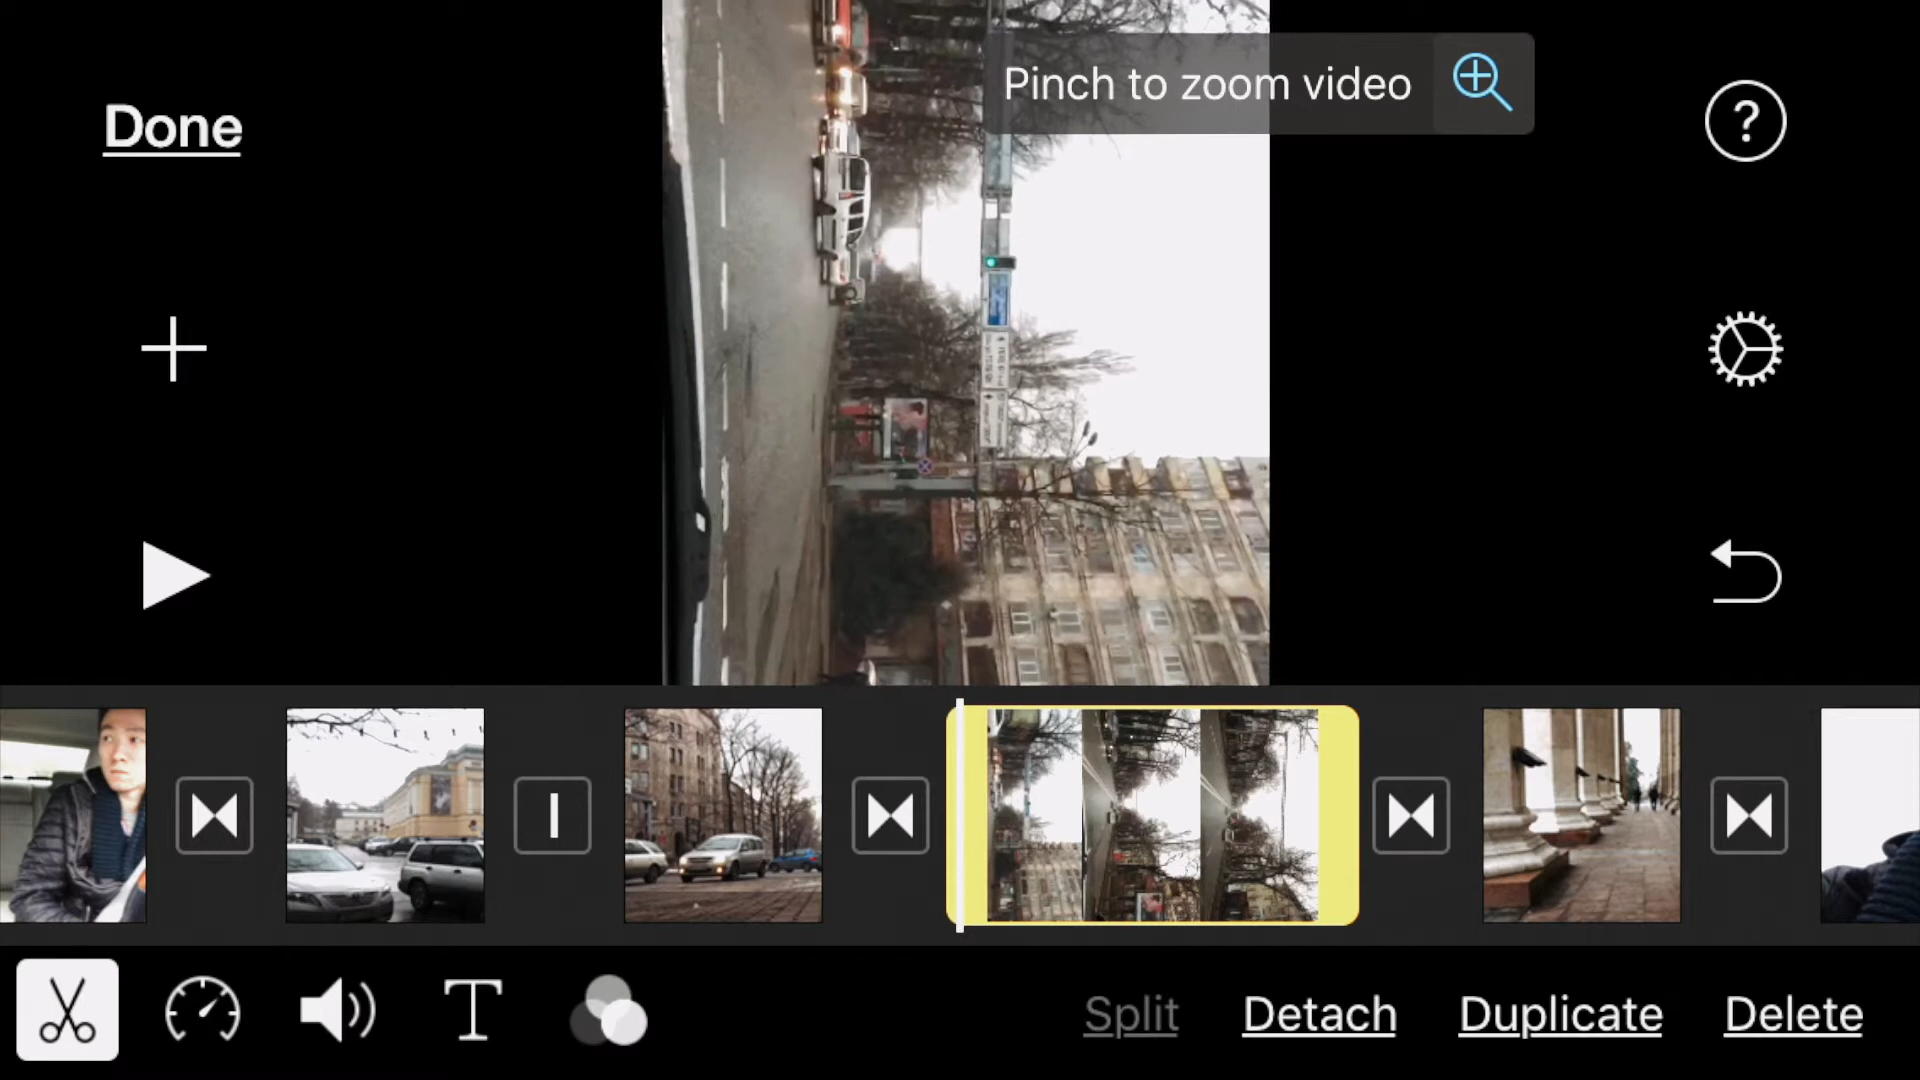 Pinch to zoom video
Done
?
T
Split
Detach
Duplicate
Delete